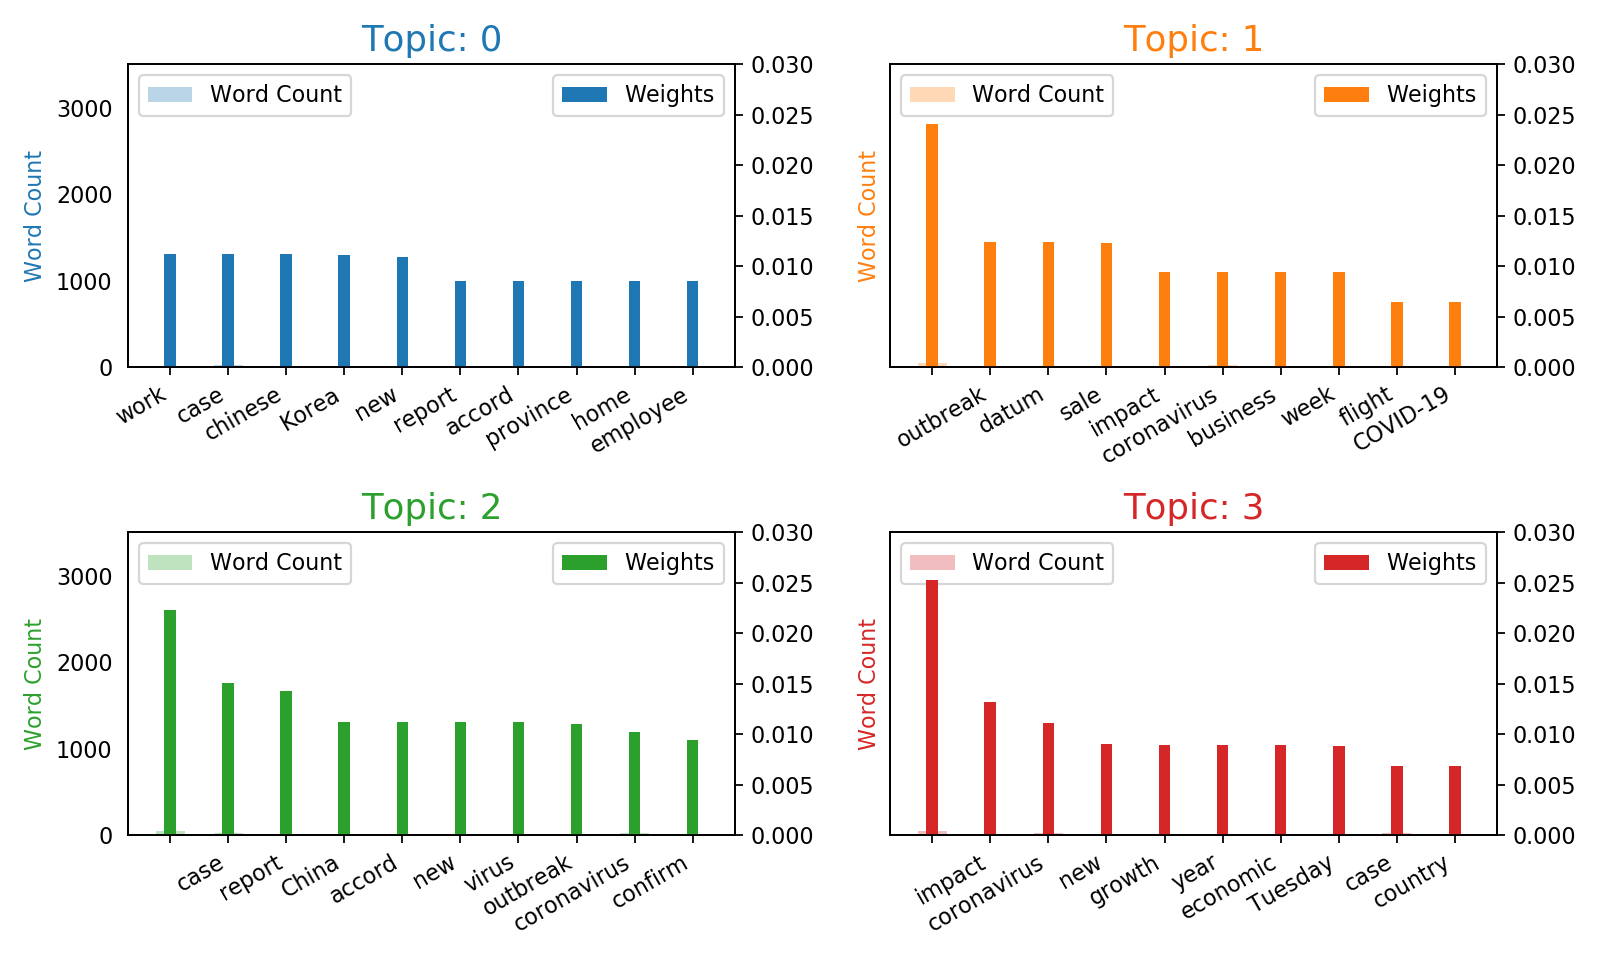 Topic: 0
Word Count
Weights
Word Count
3000
2000
1000
0
0.030
0.025
0.020
0.015
0.010
0.005
0.000
work
case
chinese
Korea
new
report
accord
province
home
employee
Topic: 1
Word Count
Weights
Word Count
0.030
0.025
0.020
0.015
0.010
0.005
0.000
outbreak
datum
sale
impact
coronavirus
business
week
flight
COVID-19
Topic: 2
Word Count
Weights
Word Count
3000
2000
1000
0
0.030
0.025
0.020
0.015
0.010
0.005
0.000
case
report
China
accord
new
virus
outbreak
coronavirus
confirm
Topic: 3
Word Count
Weights
Word Count
0.030
0.025
0.020
0.015
0.010
0.005
0.000
impact
coronavirus
new
growth
year
economic
Tuesday
case
country